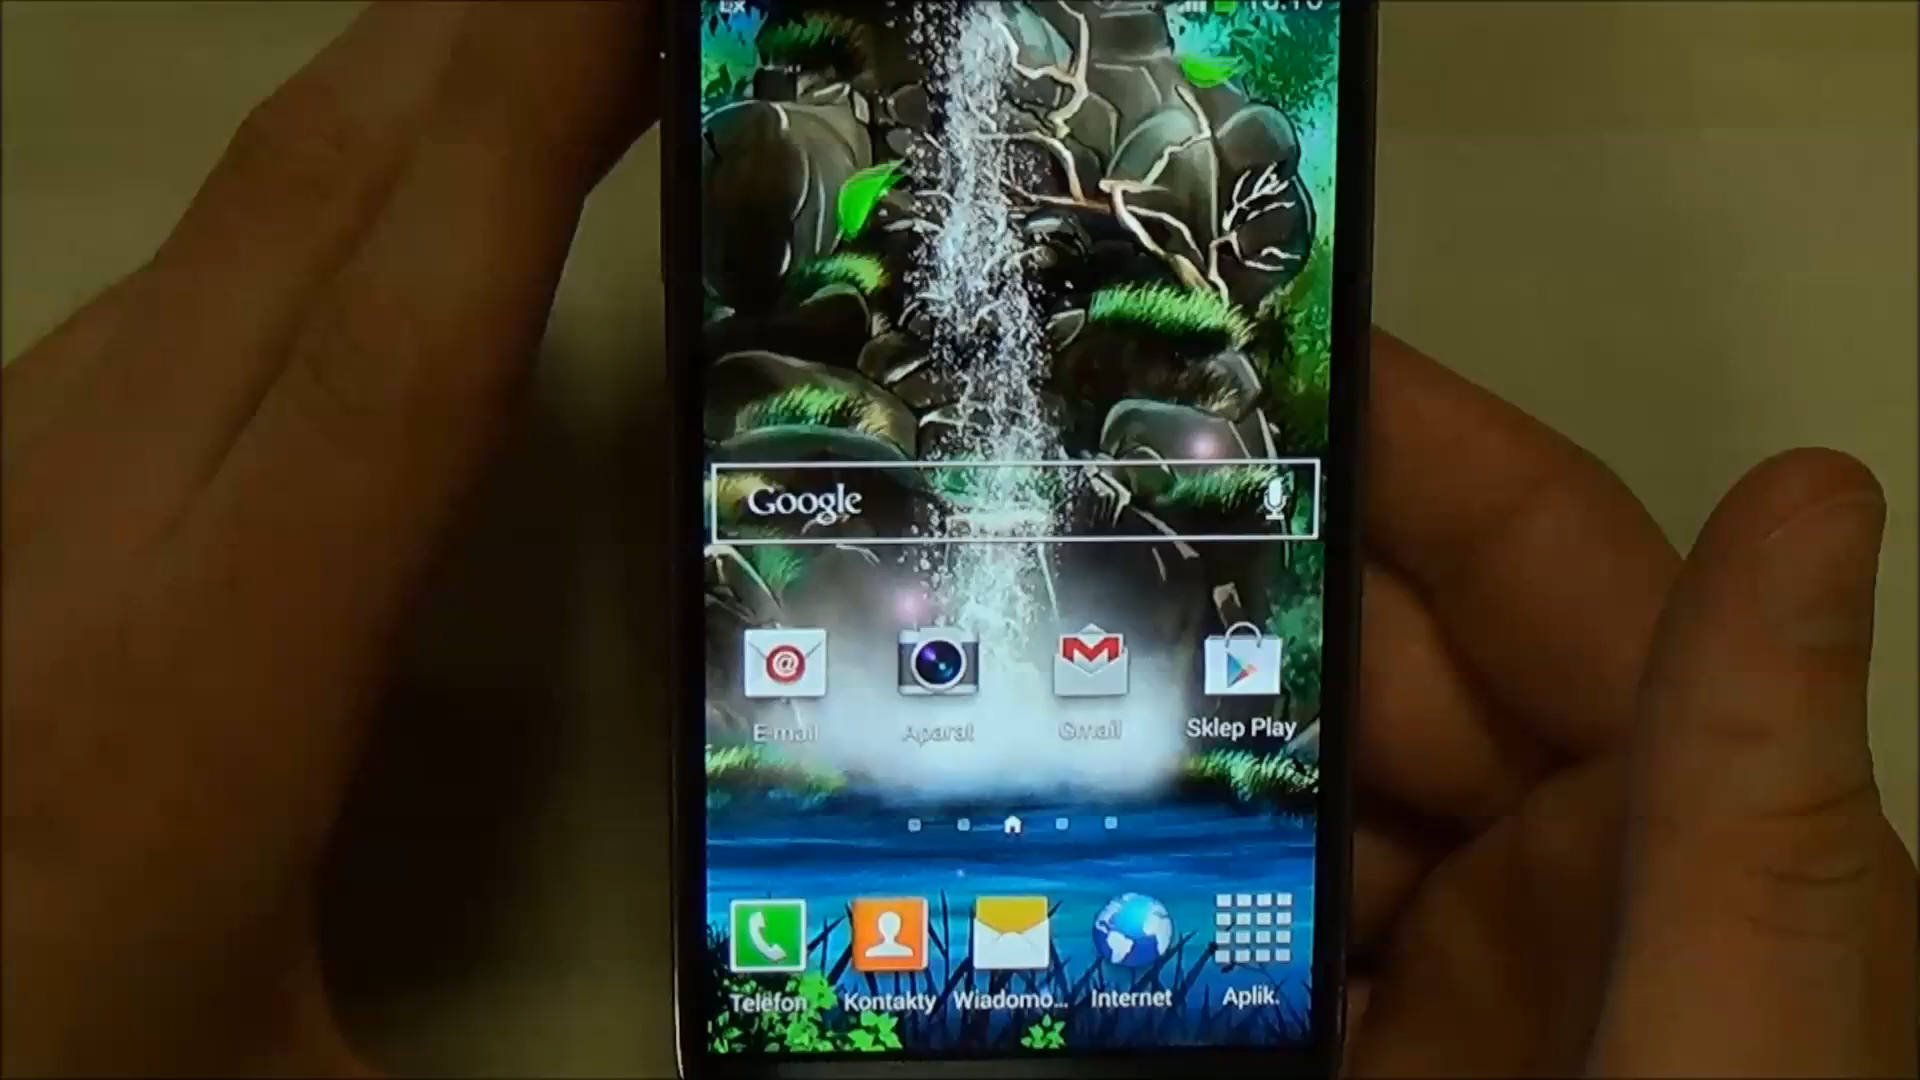 Google
E-mail
Aparat
Gmail
Sklep Play
Telefon
Kontakty
Wiadomo...
Internet
Aplik.